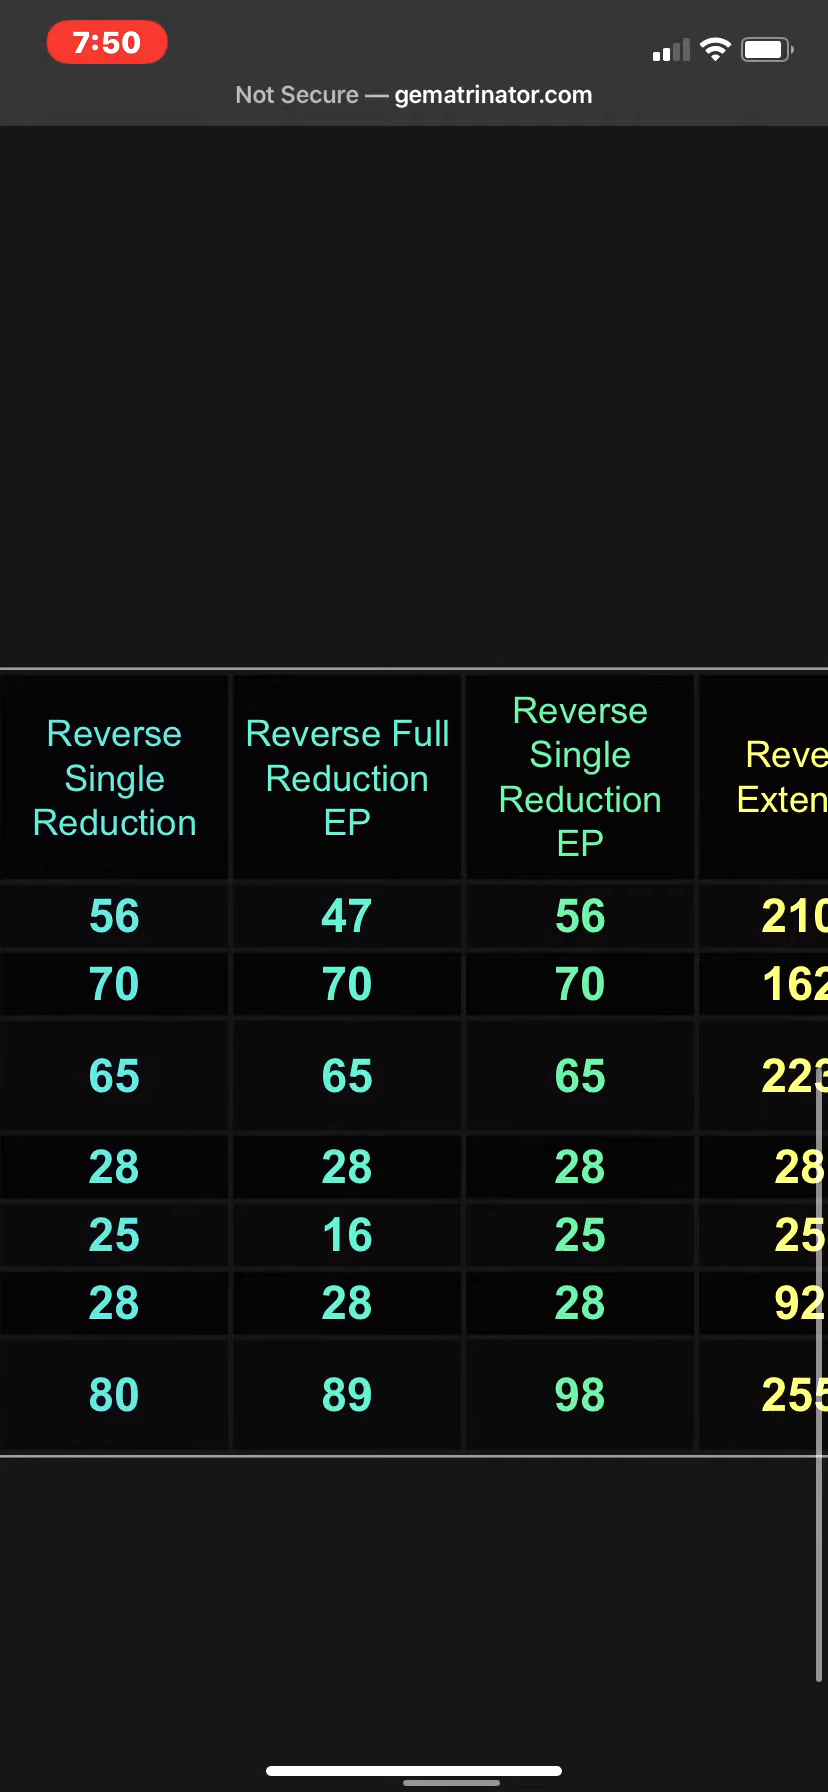 7:50
Not Secure — gematrinator.com
Reverse Single Reduction
Reverse Full Reduction EP
Reverse Single Reduction EP
56 47 56
70 70 70
65 65 65
28 28 28 28
25 16 25 25
28 28 28 92
80 89 98